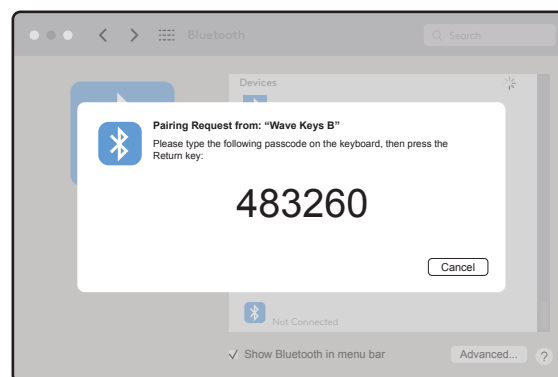 Bluetooth
Search
Devices
Pairing Request from: “Wave Keys B”
Please type the following passcode on the keyboard, then press the
Return key:
483260
Cancel
Not Connected
✓ Show Bluetooth in menu bar
Advanced...
?